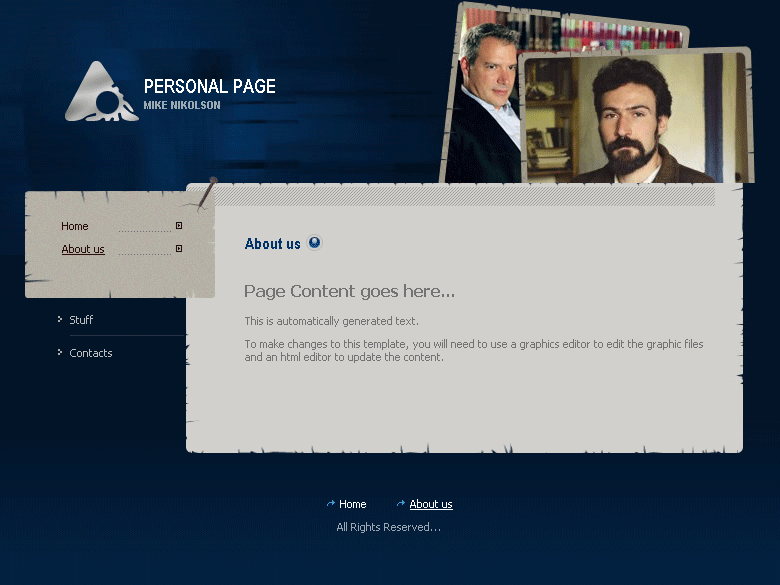 PERSONAL PAGE
MIKE NIKOLSON
Home
About us
Stuff
Contacts
About us
Page Content goes here...
This is automatically generated text.
To make changes to this template, you will need to use a graphics editor to edit the graphic files
and an html editor to update the content.
Home About us
All Rights Reserved...